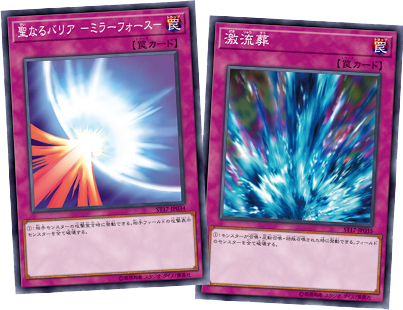 聖なるバリア −ミラーフォース−
罠
【罠カード】
SY17-JP034
①：相手モンスターの攻撃宣言時に発動できる。相手フィールドの攻撃表示
モンスターを全て破壊する。
激流葬
罠
【罠カード】
①：モンスターが召喚・反転召喚・特殊召喚された時に発動できる。フィールドの
モンスターを全て破壊する。